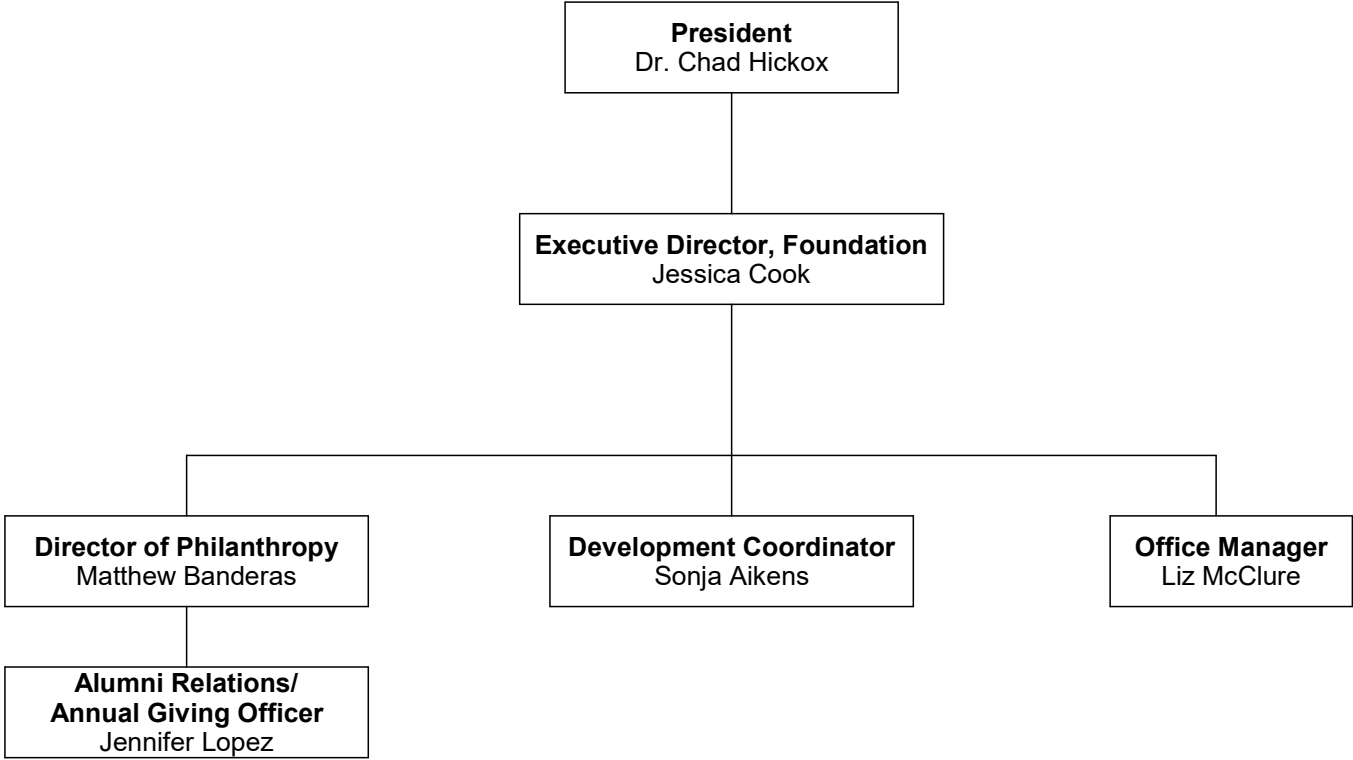 President
Dr. Chad Hickox
Executive Director, Foundation
Jessica Cook
Director of Philanthropy
Matthew Banderas
Development Coordinator
Sonja Aikens
Office Manager
Liz McClure
Alumni Relations/
Annual Giving Officer
Jennifer Lopez